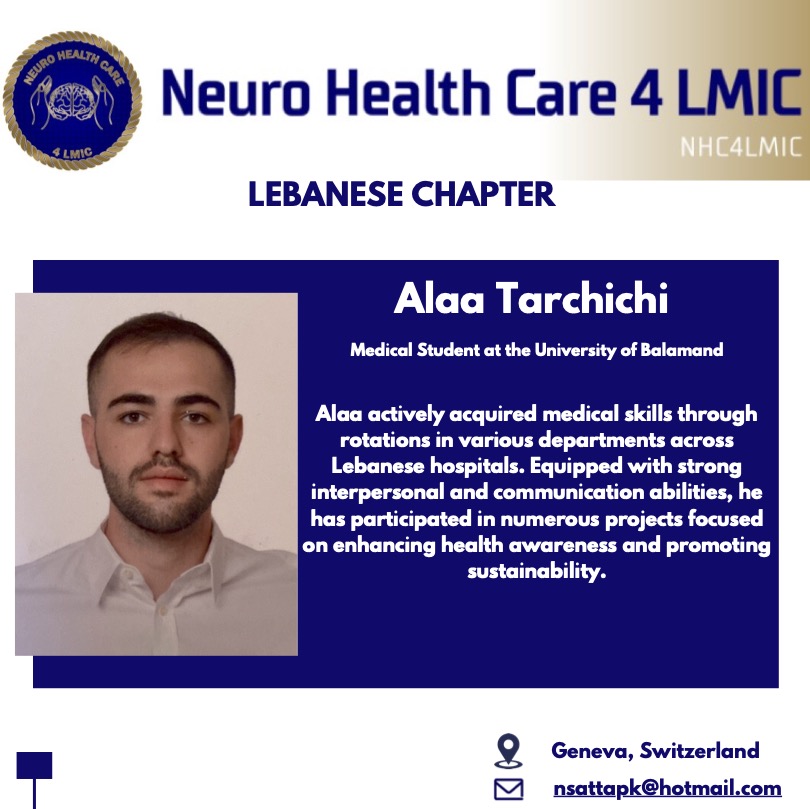 NEURO HEALTH CARE
4 LMIC
Neuro Health Care 4 LMIC
NHC4LMIC
LEBANESE CHAPTER
Alaa Tarchichi
Medical Student at the University of Balamand
Alaa actively acquired medical skills through
rotations in various departments across
Lebanese hospitals. Equipped with strong
interpersonal and communication abilities, he
has participated in numerous projects focused
on enhancing health awareness and promoting
sustainability.
Geneva, Switzerland
nsattapk@hotmail.com